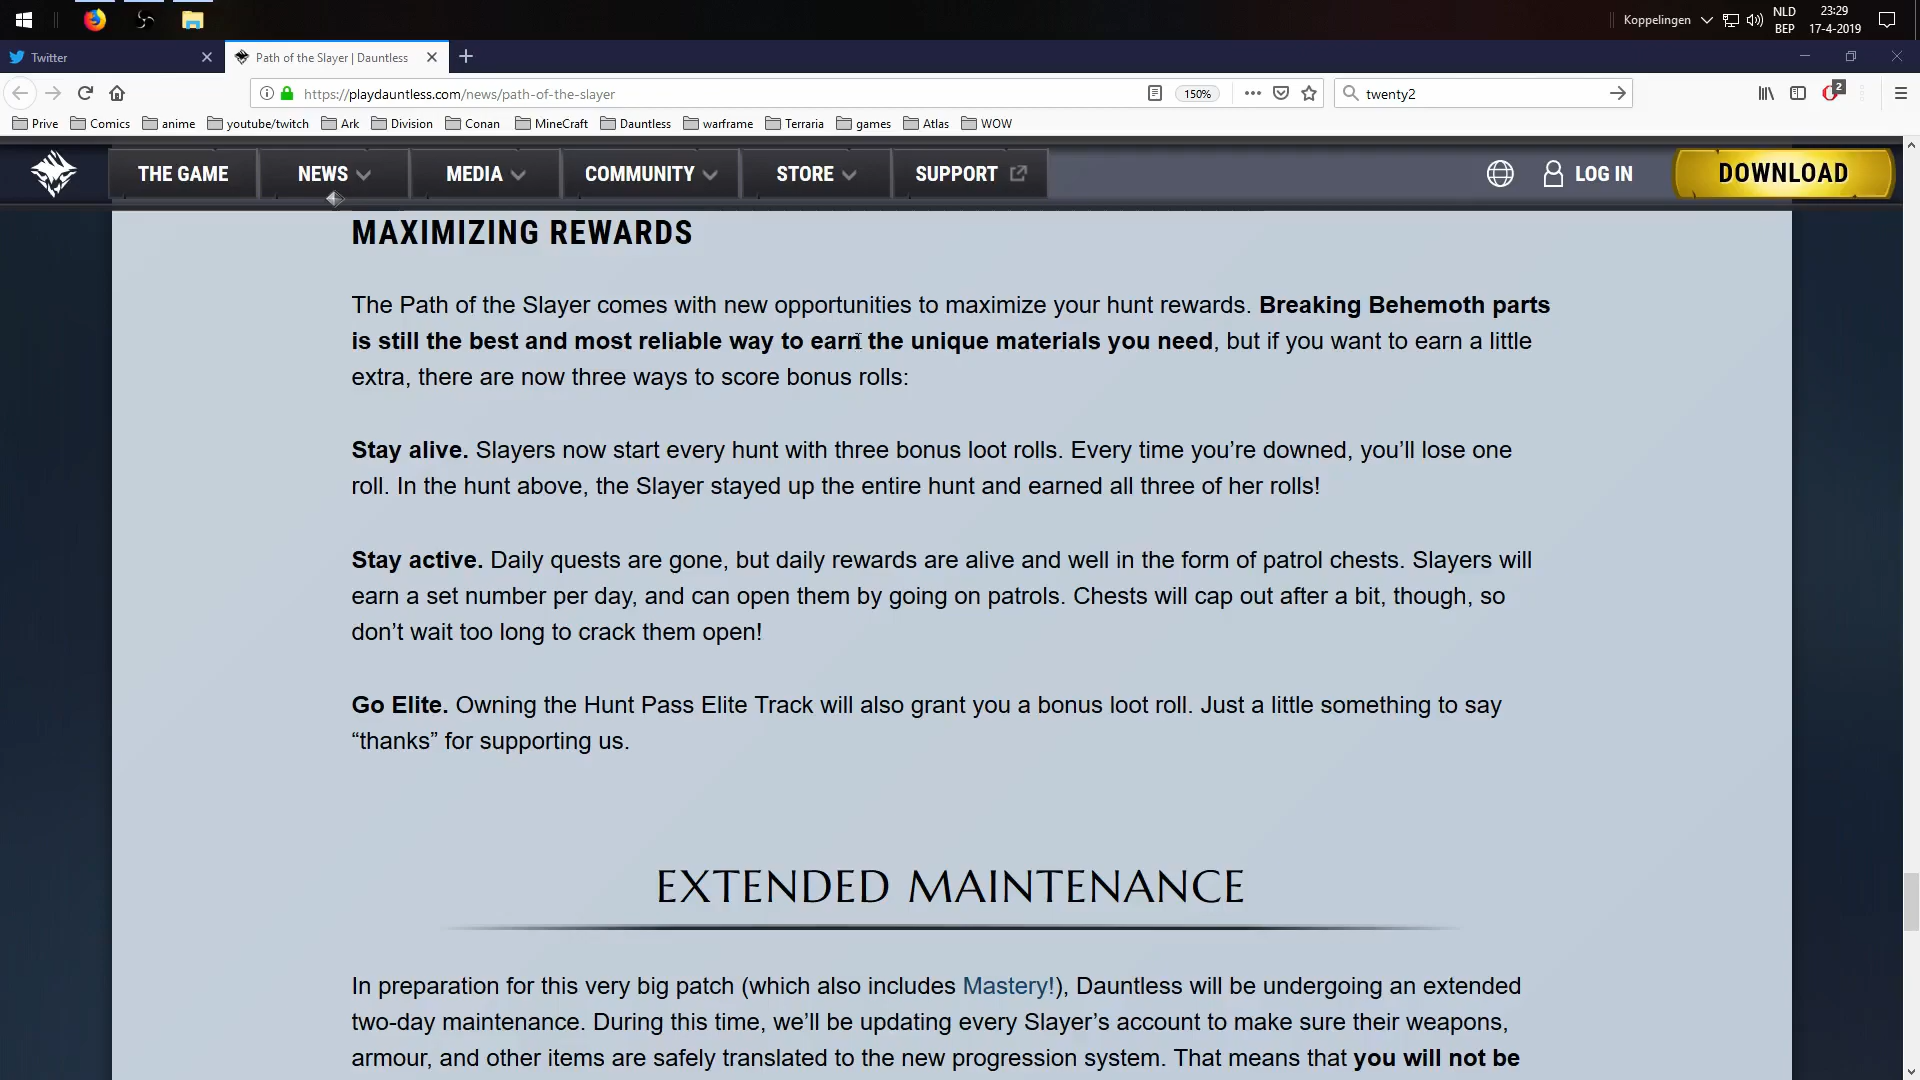 Koppelingen
NLD
BEP
23:29
17-4-2019
Twitter
Path of the Slayer | Dauntless
https://playdauntless.com/news/path-of-the-slayer
150%
twenty2
2
Prive
Comics
anime
youtube/twitch
Ark
Division
Conan
MineCraft
Dauntless
warframe
Terraria
games
Atlas
WOW
THE GAME
NEWS
MEDIA
COMMUNITY
STORE
SUPPORT
LOG IN
DOWNLOAD
MAXIMIZING REWARDS
The Path of the Slayer comes with new opportunities to maximize your hunt rewards. Breaking Behemoth parts
is still the best and most reliable way to earn the unique materials you need, but if you want to earn a little
extra, there are now three ways to score bonus rolls:
Stay alive. Slayers now start every hunt with three bonus loot rolls. Every time you’re downed, you’ll lose one
roll. In the hunt above, the Slayer stayed up the entire hunt and earned all three of her rolls!
Stay active. Daily quests are gone, but daily rewards are alive and well in the form of patrol chests. Slayers will
earn a set number per day, and can open them by going on patrols. Chests will cap out after a bit, though, so
don’t wait too long to crack them open!
Go Elite. Owning the Hunt Pass Elite Track will also grant you a bonus loot roll. Just a little something to say
“thanks” for supporting us.
EXTENDED MAINTENANCE
In preparation for this very big patch (which also includes Mastery!), Dauntless will be undergoing an extended
two-day maintenance. During this time, we’ll be updating every Slayer’s account to make sure their weapons,
armour, and other items are safely translated to the new progression system. That means that you will not be